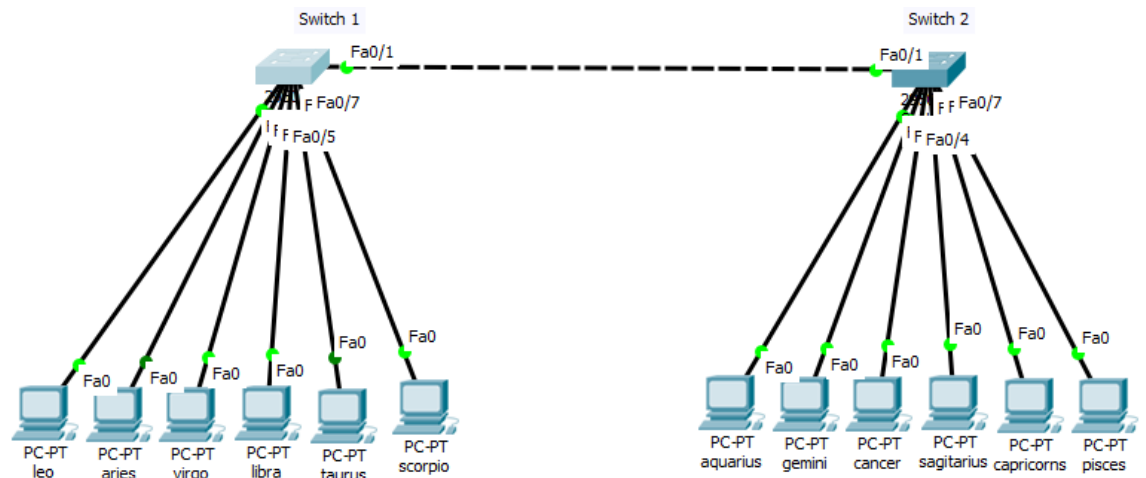 Switch 1
Switch 2
Fa0/1
Fa0/1
Fa0/7
Fa0/7
Fa0/5
Fa0/4
Fa0
Fa0
Fa0
Fa0
Fa0
Fa0
Fa0
Fa0
Fa0
Fa0
Fa0
Fa0
PC-PT
leo
PC-PT
aries
PC-PT
virgo
PC-PT
libra
PC-PT
taurus
PC-PT
scorpio
PC-PT
aquarius
PC-PT
gemini
PC-PT
cancer
PC-PT
sagitarius
PC-PT
capricorns
PC-PT
pisces